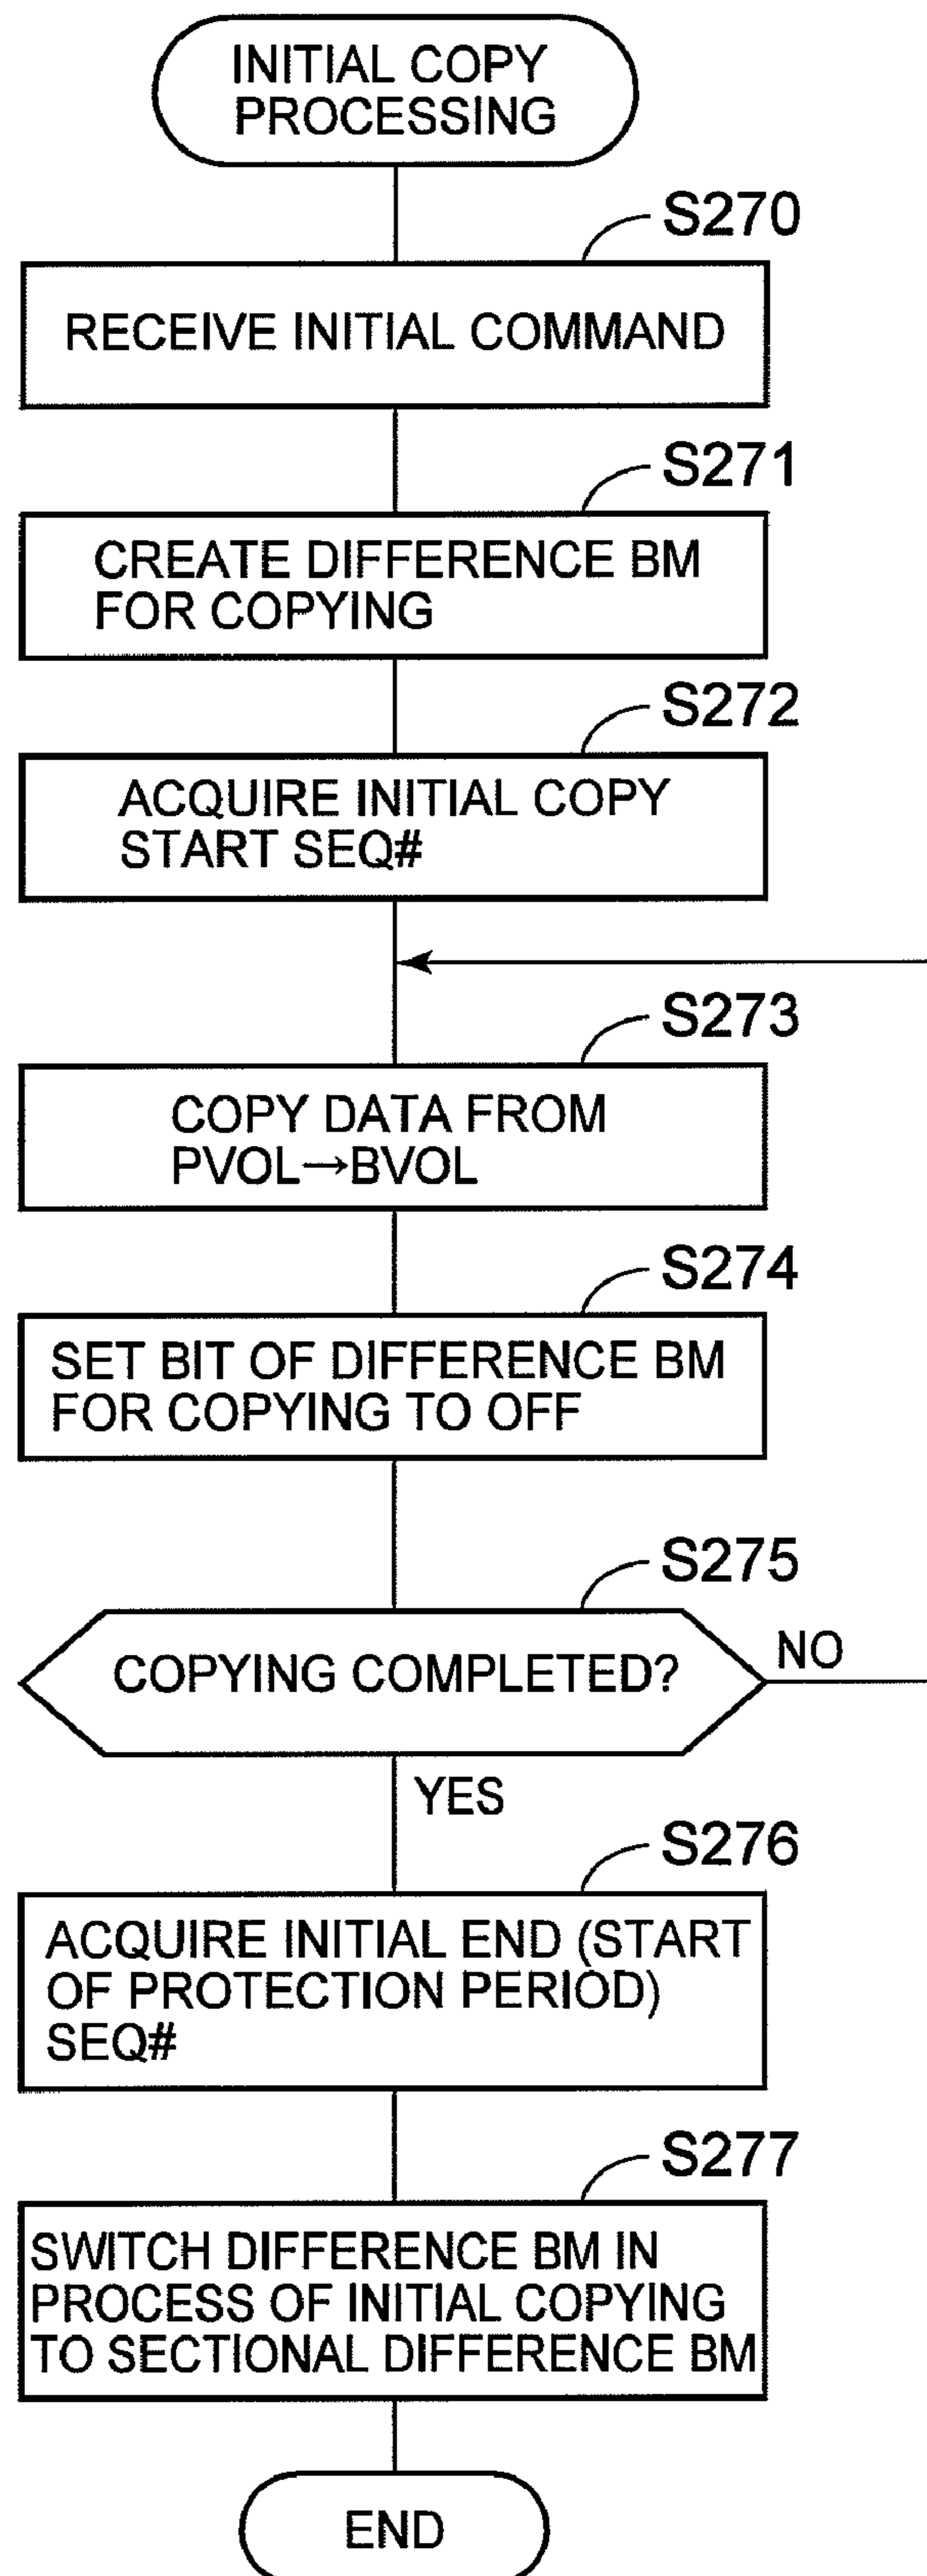 INITIAL COPY
PROCESSING
S270
RECEIVE INITIAL COMMAND
S271
CREATE DIFFERENCE BM
FOR COPYING
S272
ACQUIRE INITIAL COPY
START SEQ#
S273
COPY DATA FROM
PVOL→BVOL
S274
SET BIT OF DIFFERENCE BM
FOR COPYING TO OFF
S275
COPYING COMPLETED?
NO
YES
S276
ACQUIRE INITIAL END (START
OF PROTECTION PERIOD)
SEQ#
S277
SWITCH DIFFERENCE BM IN
PROCESS OF INITIAL COPYING
TO SECTIONAL DIFFERENCE BM
END